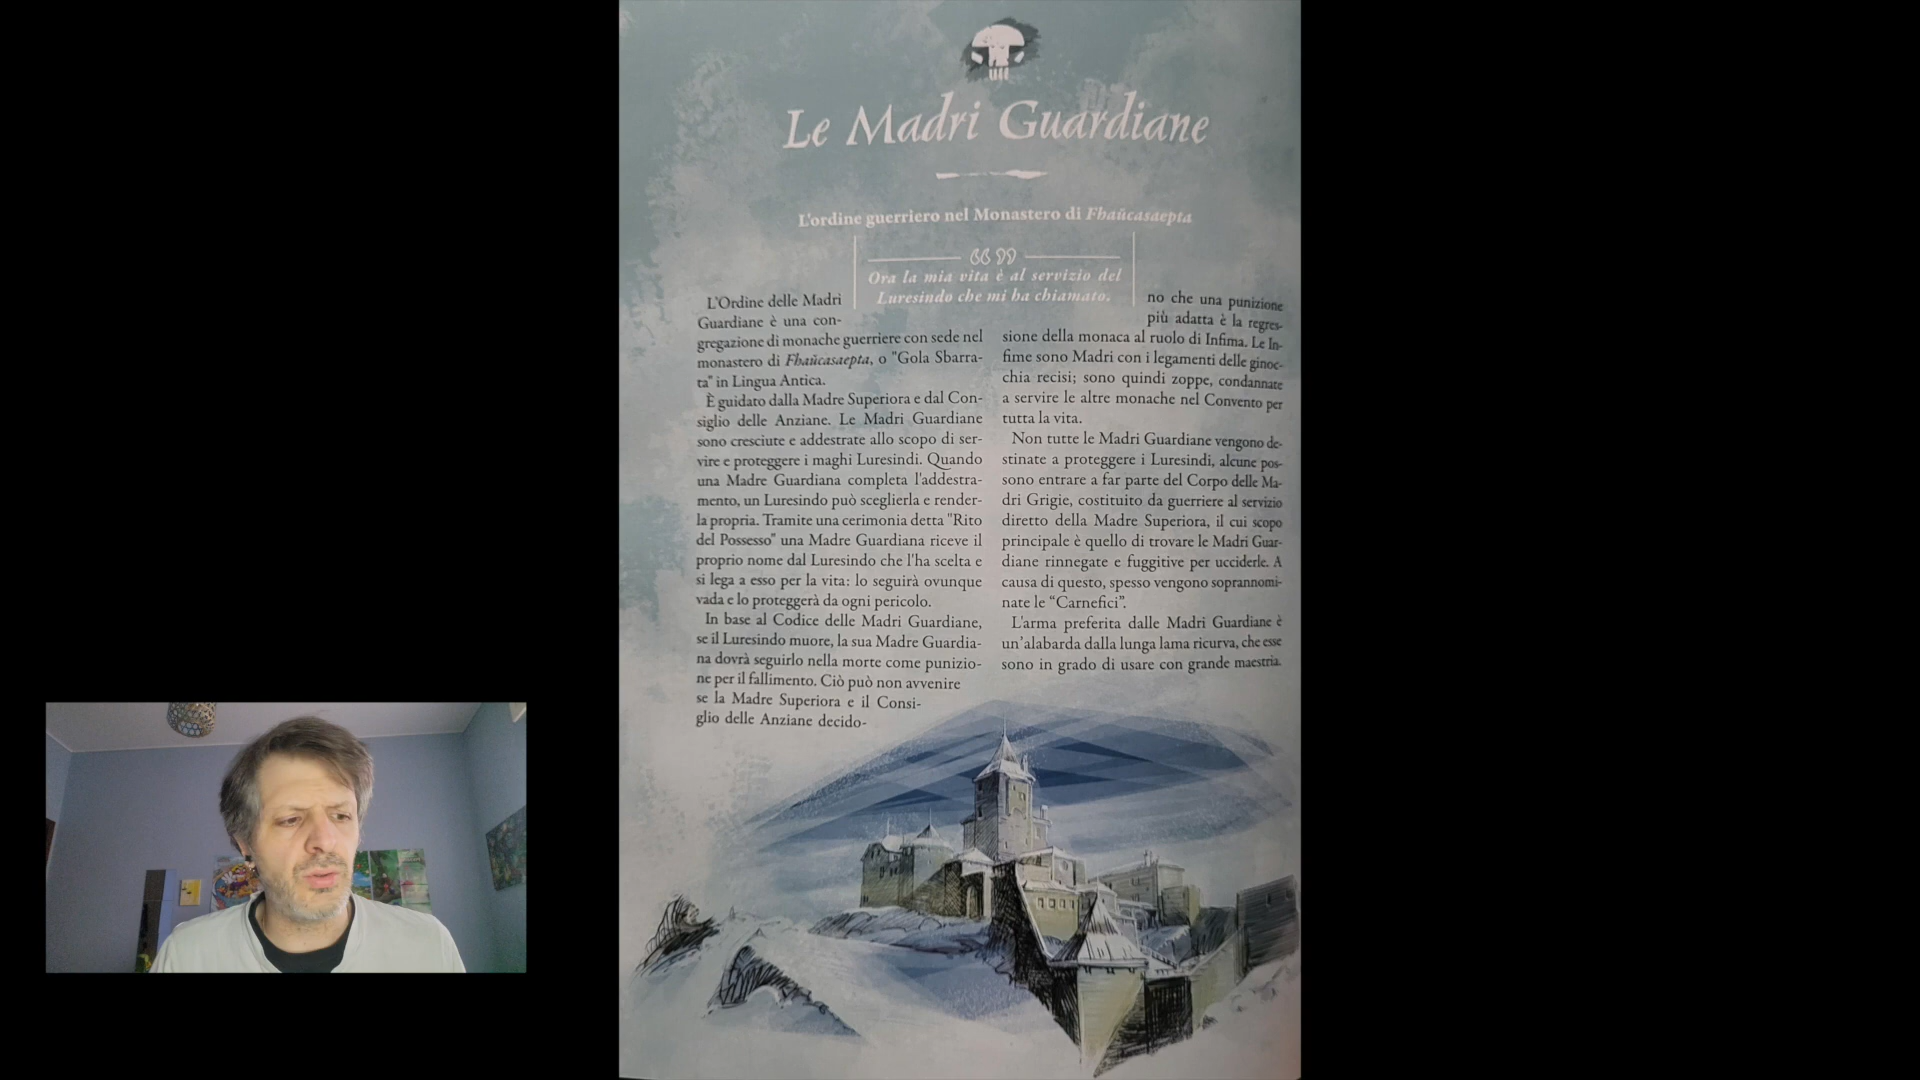 Le Madri Guardiane
L'ordine guerriero nel Monastero di Fhaücasaepta
Ora la mia vita è al servizio del
Luresindo che mi ha chiamato.
L'Ordine delle Madri
Guardiane è una con-
gregazione di monache guerriere con sede nel
monastero di Fhaücasaepta, o "Gola Sbarra-
ta" in Lingua Antica.
È guidato dalla Madre Superiora e dal Con-
siglio delle Anziane. Le Madri Guardiane
sono cresciute e addestrate allo scopo di ser-
vire e proteggere i maghi Luresindi. Quando
una Madre Guardiana completa l'addestra-
mento, un Luresindo può sceglierla e render-
la propria. Tramite una cerimonia detta "Rito
del Possesso" una Madre Guardiana riceve il
proprio nome dal Luresindo che l'ha scelta e
si lega a esso per la vita: lo seguirà ovunque
vada e lo proteggerà da ogni pericolo.
In base al Codice delle Madri Guardiane,
se il Luresindo muore, la sua Madre Guardia-
na dovrà seguirlo nella morte come punizio-
ne per il fallimento. Ciò può non avvenire
se la Madre Superiora e il Consi-
glio delle Anziane decido-
no che una punizione
più adatta è la regres-
sione della monaca al ruolo di Infima. Le In-
fime sono Madri con i legamenti delle ginoc-
chia recisi; sono quindi zoppe, condannate
a servire le altre monache nel Convento per
tutta la vita.
Non tutte le Madri Guardiane vengono de-
stinate a proteggere i Luresindi, alcune pos-
sono entrare a far parte del Corpo delle Ma-
dri Grigie, costituito da guerriere al servizio
diretto della Madre Superiora, il cui scopo
principale è quello di trovare le Madri Guar-
diane rinnegate e fuggitive per ucciderle. A
causa di questo, spesso vengono soprannomi-
nate le “Carnefici”.
L'arma preferita dalle Madri Guardiane è
un'alabarda dalla lunga lama ricurva, che esse
sono in grado di usare con grande maestria.